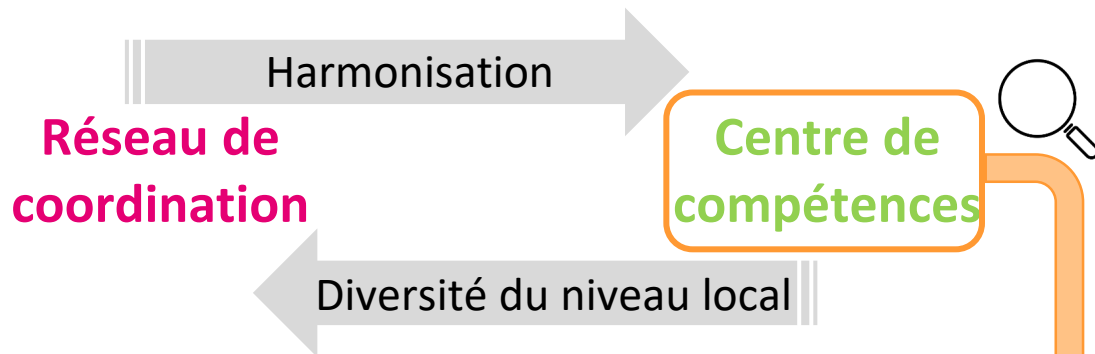 Harmonisation
Réseau de
coordination
Centre de
compétences
Diversité du niveau local